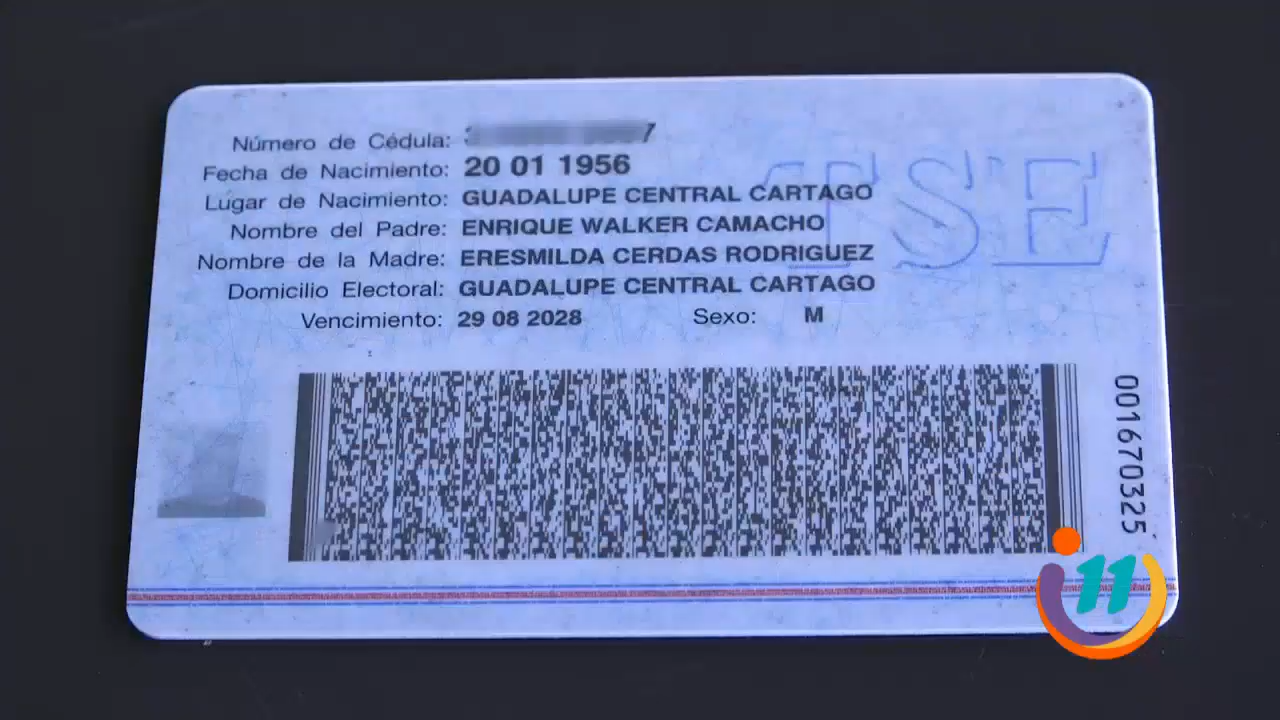 Número de Cédula:
Fecha de Nacimiento: 20 01 1956
Lugar de Nacimiento: GUADALUPE CENTRAL CARTAGO
Nombre del Padre: ENRIQUE WALKER CAMACHO
Nombre de la Madre: ERESMILDA CERDAS RODRIGUEZ
Domicilio Electoral: GUADALUPE CENTRAL CARTAGO
Vencimiento: 29 08 2028 Sexo: M
TSE
001670325
11